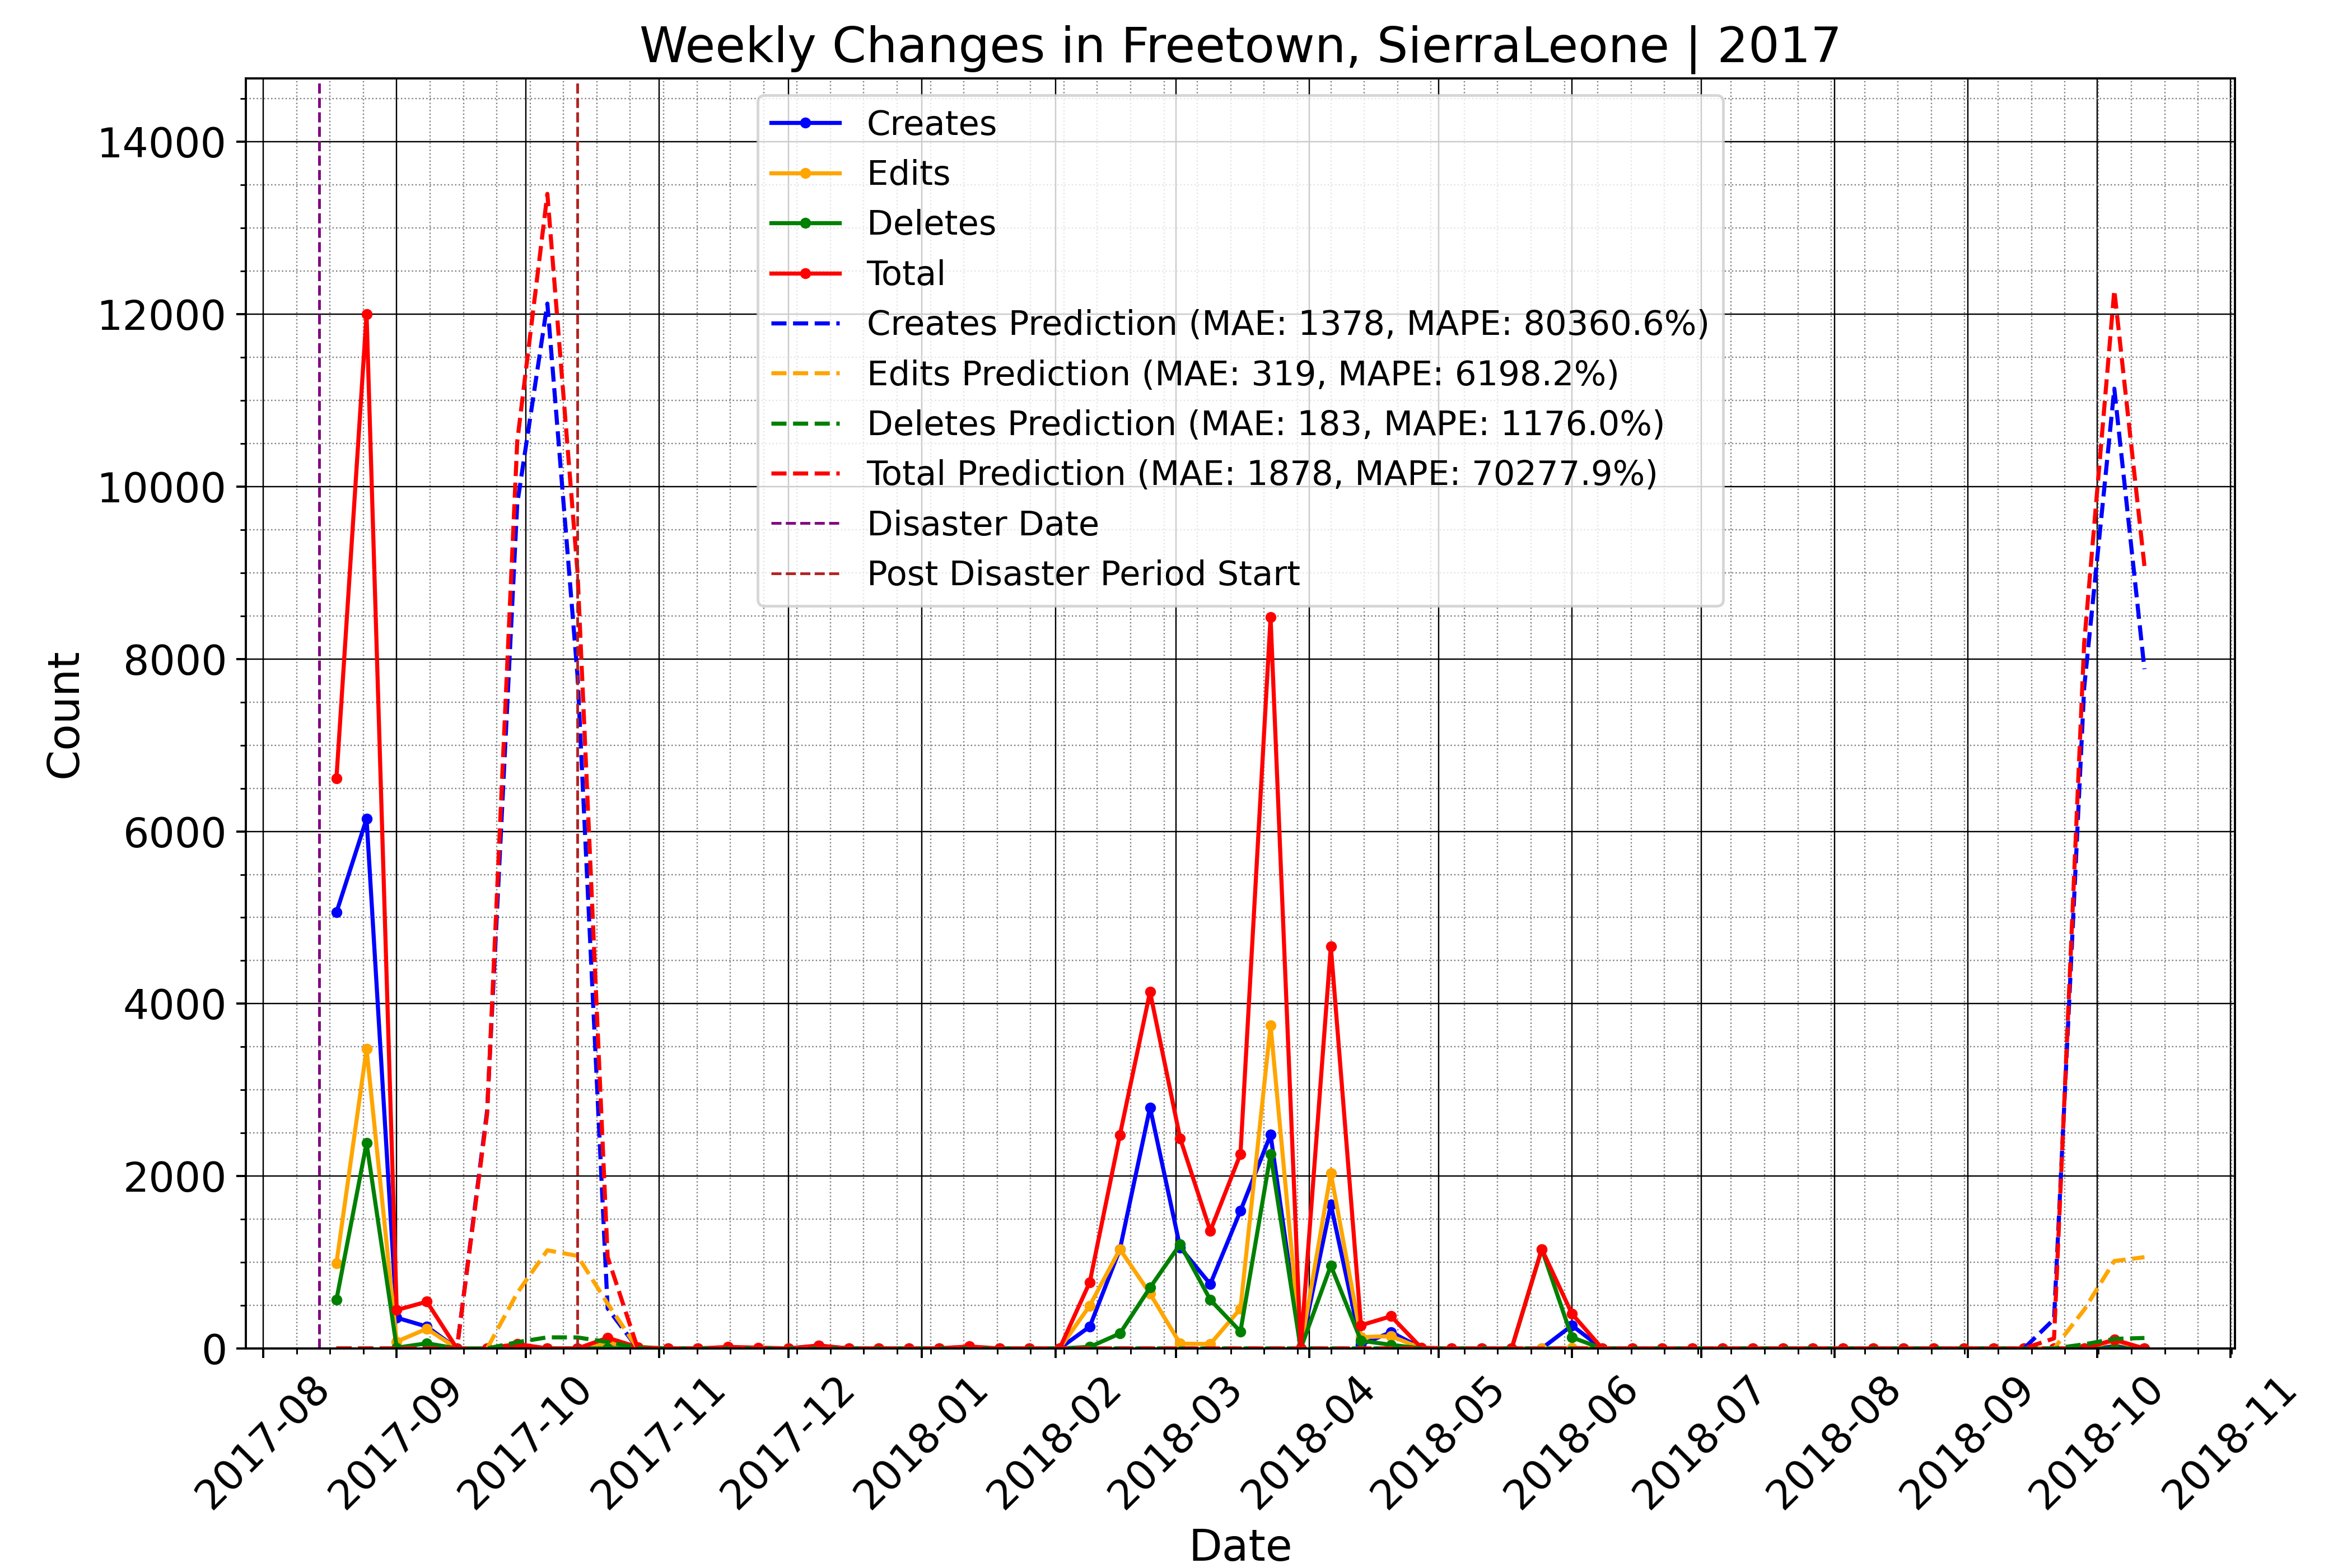 Weekly Changes in Freetown, SierraLeone | 2017
Creates
Edits
Deletes
Total
Creates Prediction (MAE: 1378, MAPE: 80360.6%)
Edits Prediction (MAE: 319, MAPE: 6198.2%)
Deletes Prediction (MAE: 183, MAPE: 1176.0%)
Total Prediction (MAE: 1878, MAPE: 70277.9%)
Disaster Date
Post Disaster Period Start
Count
14000
12000
10000
8000
6000
4000
2000
0
2017-08
2017-09
2017-10
2017-11
2017-12
2018-01
2018-02
2018-03
2018-04
2018-05
2018-06
2018-07
2018-08
2018-09
2018-10
2018-11
Date